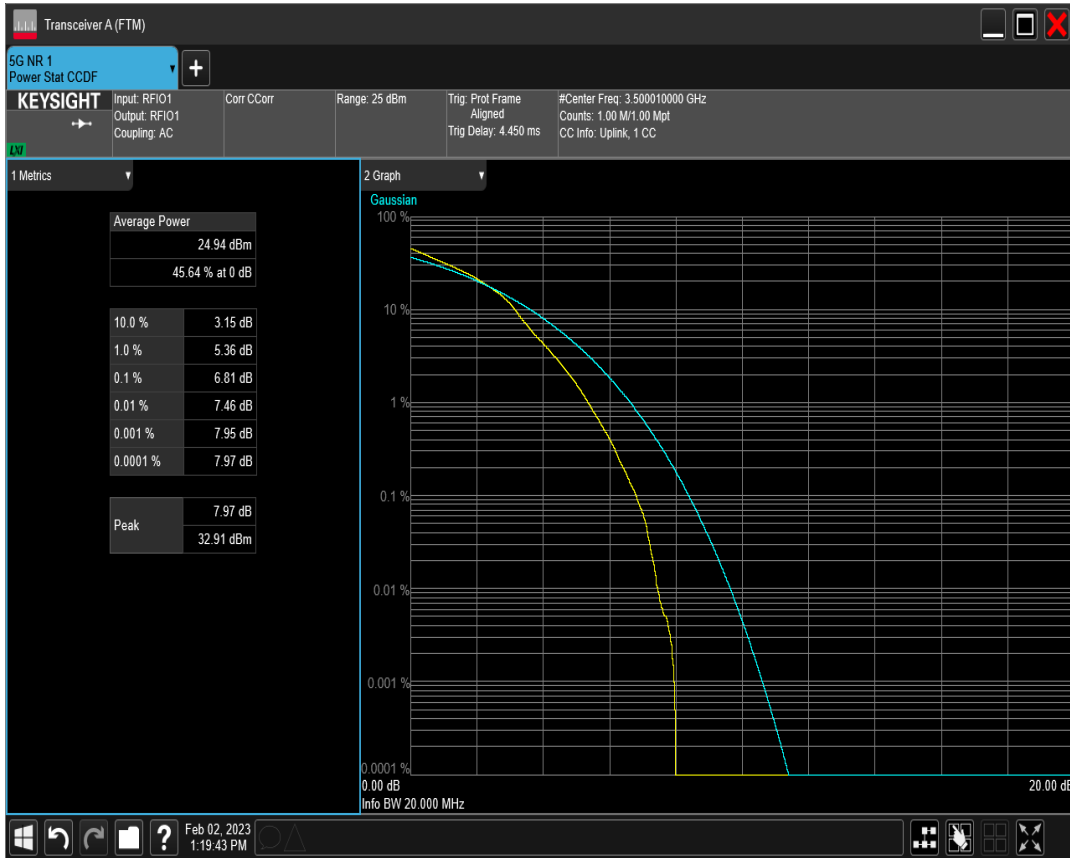 Transceiver A (FTM)
5G NR 1
Power Stat CCDF
+
KEYSIGHT
LXI
Input: RFIO1
Output: RFIO1
Coupling: AC
Corr CCorr
Range: 25 dBm
Trig: Prot Frame
Aligned
Trig Delay: 4.450 ms
#Center Freq: 3.500010000 GHz
Counts: 1.00 M/1.00 Mpt
CC Info: Uplink, 1 CC
1 Metrics
Average Power
24.94 dBm
45.64 % at 0 dB
10.0 % 3.15 dB
1.0 % 5.36 dB
0.1 % 6.81 dB
0.01 % 7.46 dB
0.001 % 7.95 dB
0.0001 % 7.97 dB
Peak 7.97 dB
32.91 dBm
2 Graph
Gaussian
100 %
10 %
1 %
0.1 %
0.01 %
0.001 %
0.0001 %
0.00 dB 20.00 dB
Info BW 20.000 MHz
?
Feb 02, 2023
1:19:43 PM